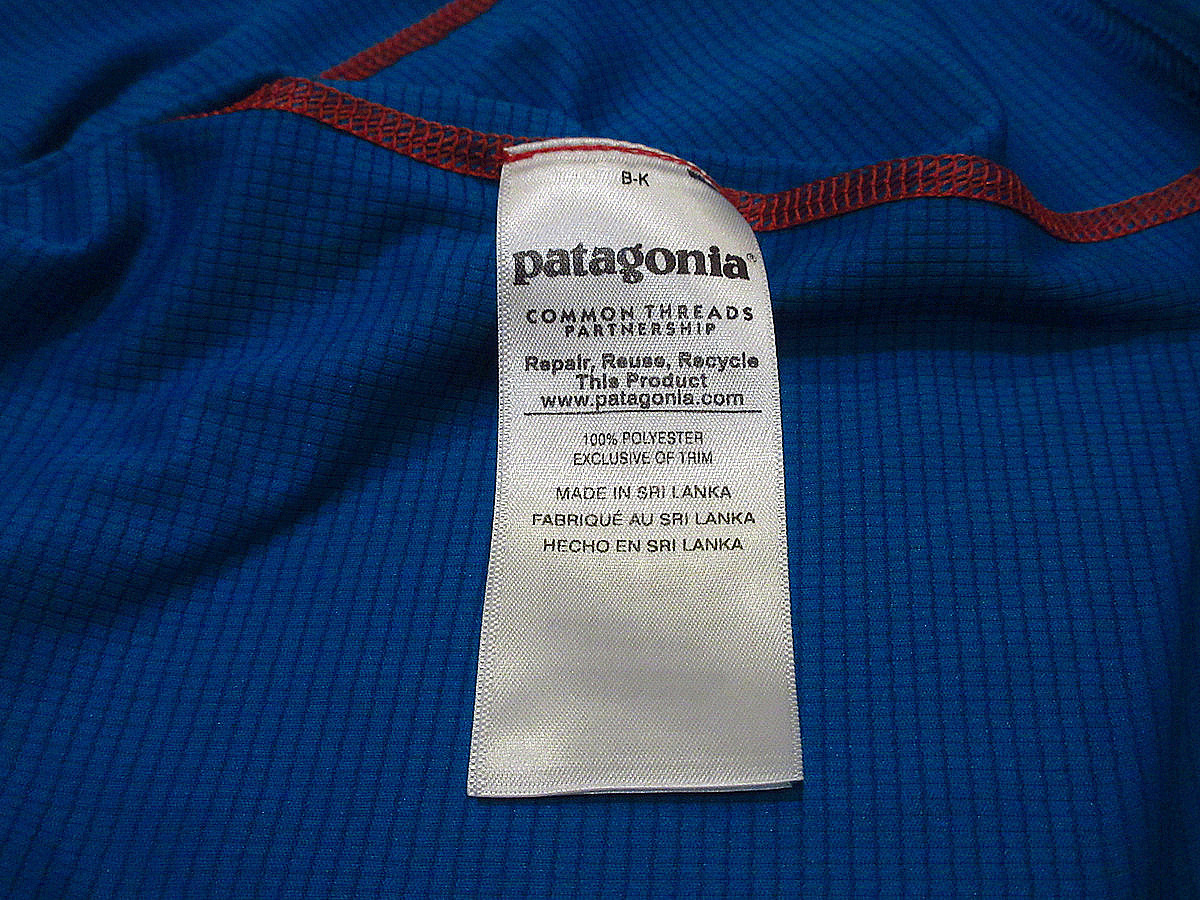 B-K
patagonia®
COMMON THREADS
PARTNERSHIP
Repair, Reuse, Recycle
This Product
www.patagonia.com
100% POLYESTER
EXCLUSIVE OF TRIM
MADE IN SRI LANKA
FABRIQUÉ AU SRI LANKA
HECHO EN SRI LANKA